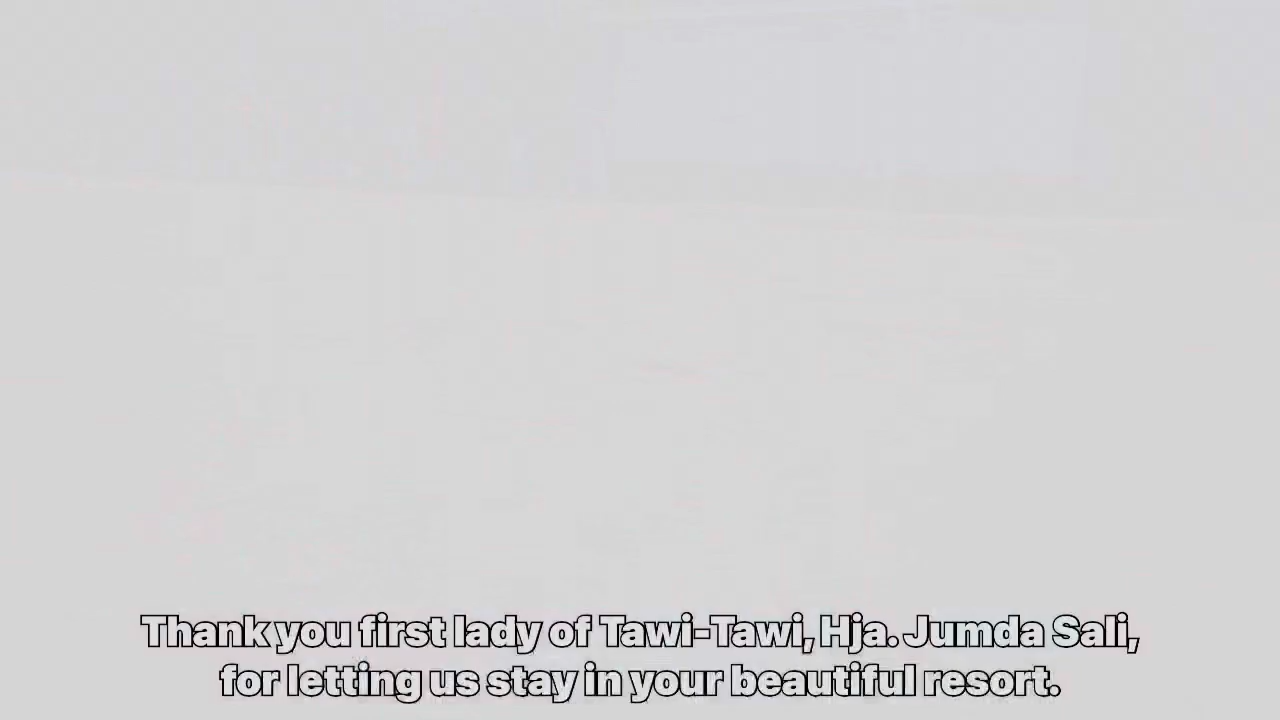 Thank you first lady of Tawi-Tawi, Hja. Jumda Sali,
for letting us stay in your beautiful resort.